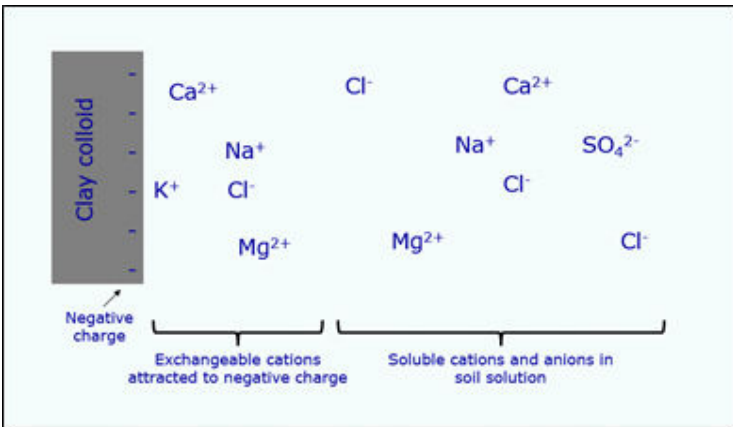 Clay colloid
-
-
-
-
-
-
Ca²⁺
Cl⁻
Ca²⁺
Na⁺
Na⁺
SO₄²⁻
K⁺
Cl⁻
Cl⁻
Mg²⁺
Mg²⁺
Cl⁻
Negative
charge
Exchangeable cations
attracted to negative charge
Soluble cations and anions in
soil solution